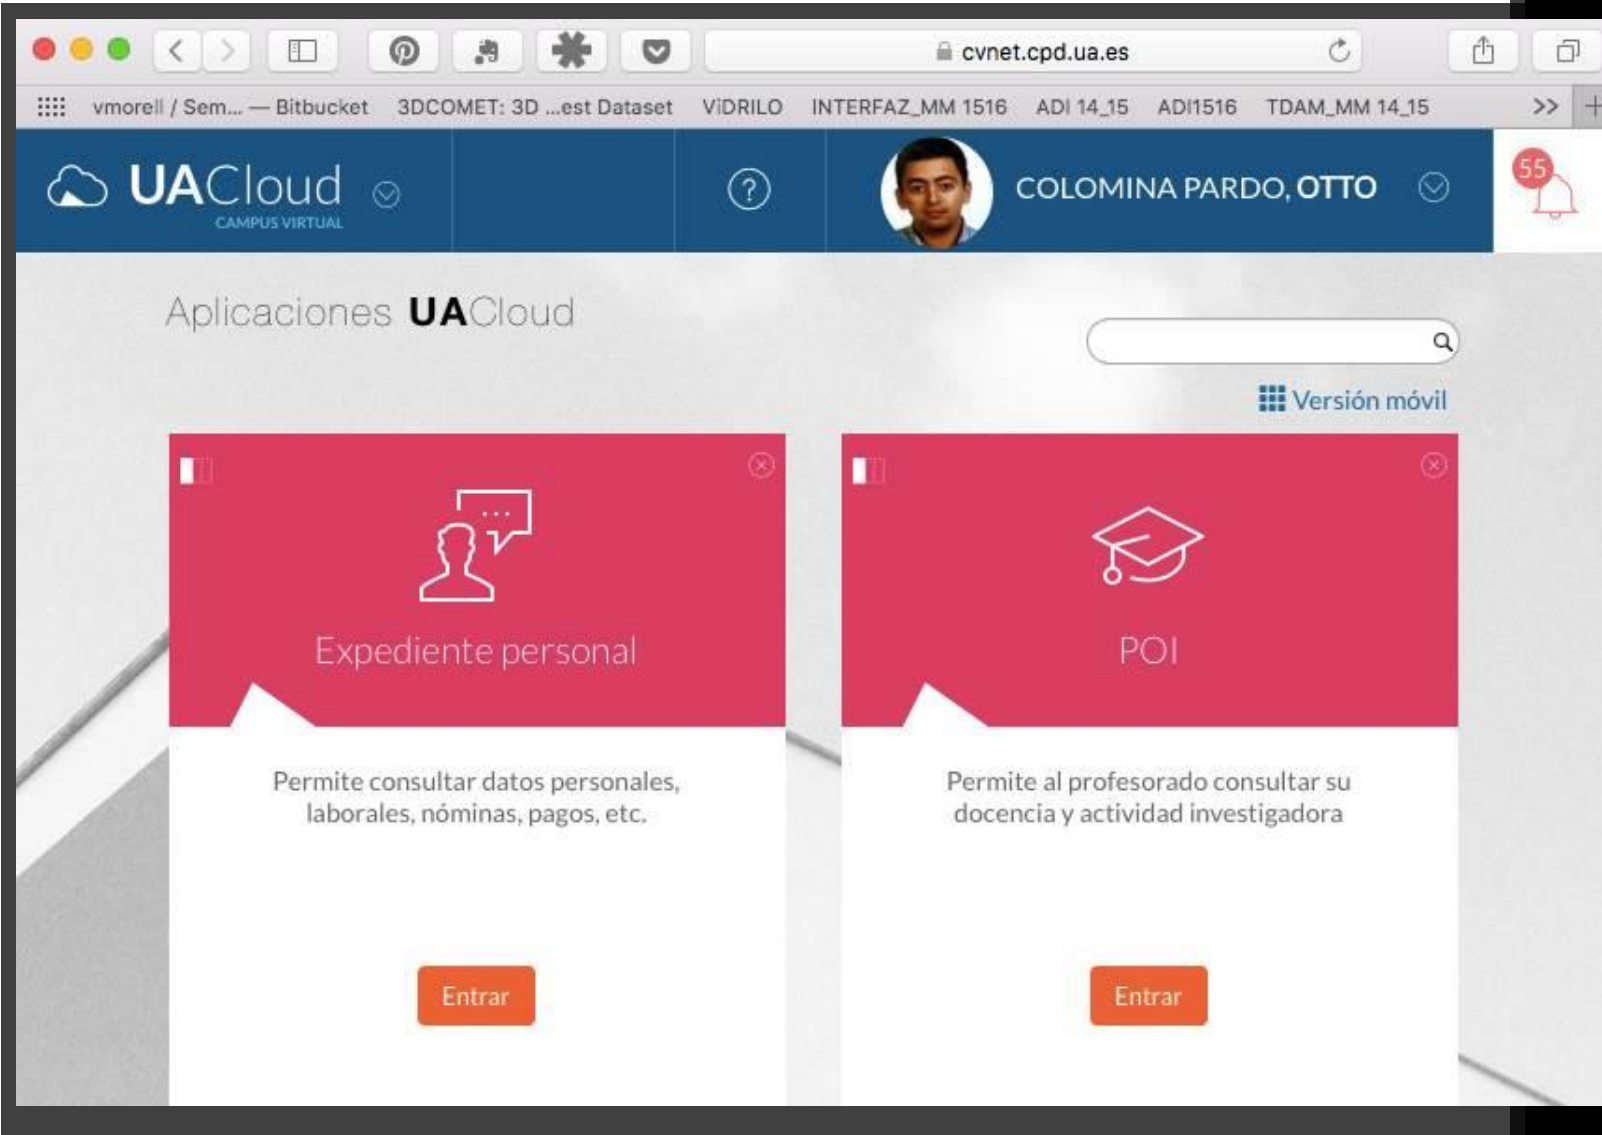 cvnet.cpd.ua.es
vmorell / Sem... — Bitbucket 3DCOMET: 3D ...est Dataset ViDRILO INTERFAZ_MM 1516 ADI 14_15 ADI1516 TDAM_MM 14_15 >> +
UACloud
CAMPUS VIRTUAL
?
COLOMINA PARDO, OTTO
55
Aplicaciones UACloud
Versión móvil
Expediente personal
Permite consultar datos personales,
laborales, nóminas, pagos, etc.
Entrar
POI
Permite al profesorado consultar su
docencia y actividad investigadora
Entrar